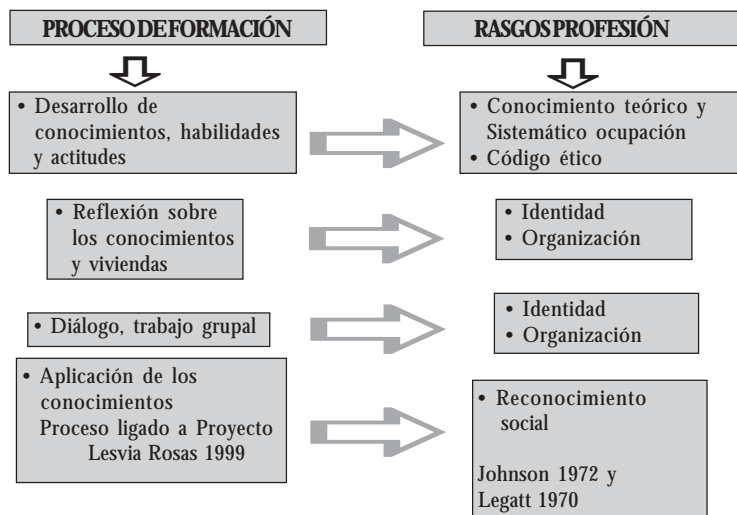 PROCESO DE FORMACIÓN
RASGOS PROFESIÓN
• Desarrollo de
conocimientos, habilidades
y actitudes
• Conocimiento teórico y
Sistemático ocupación
• Código ético
• Reflexión sobre
los conocimientos
y viviendas
• Identidad
• Organización
• Diálogo, trabajo grupal
• Identidad
• Organización
• Aplicación de los
conocimientos
Proceso ligado a Proyecto
Lesvia Rosas 1999
• Reconocimiento
social
Johnson 1972 y
Legatt 1970